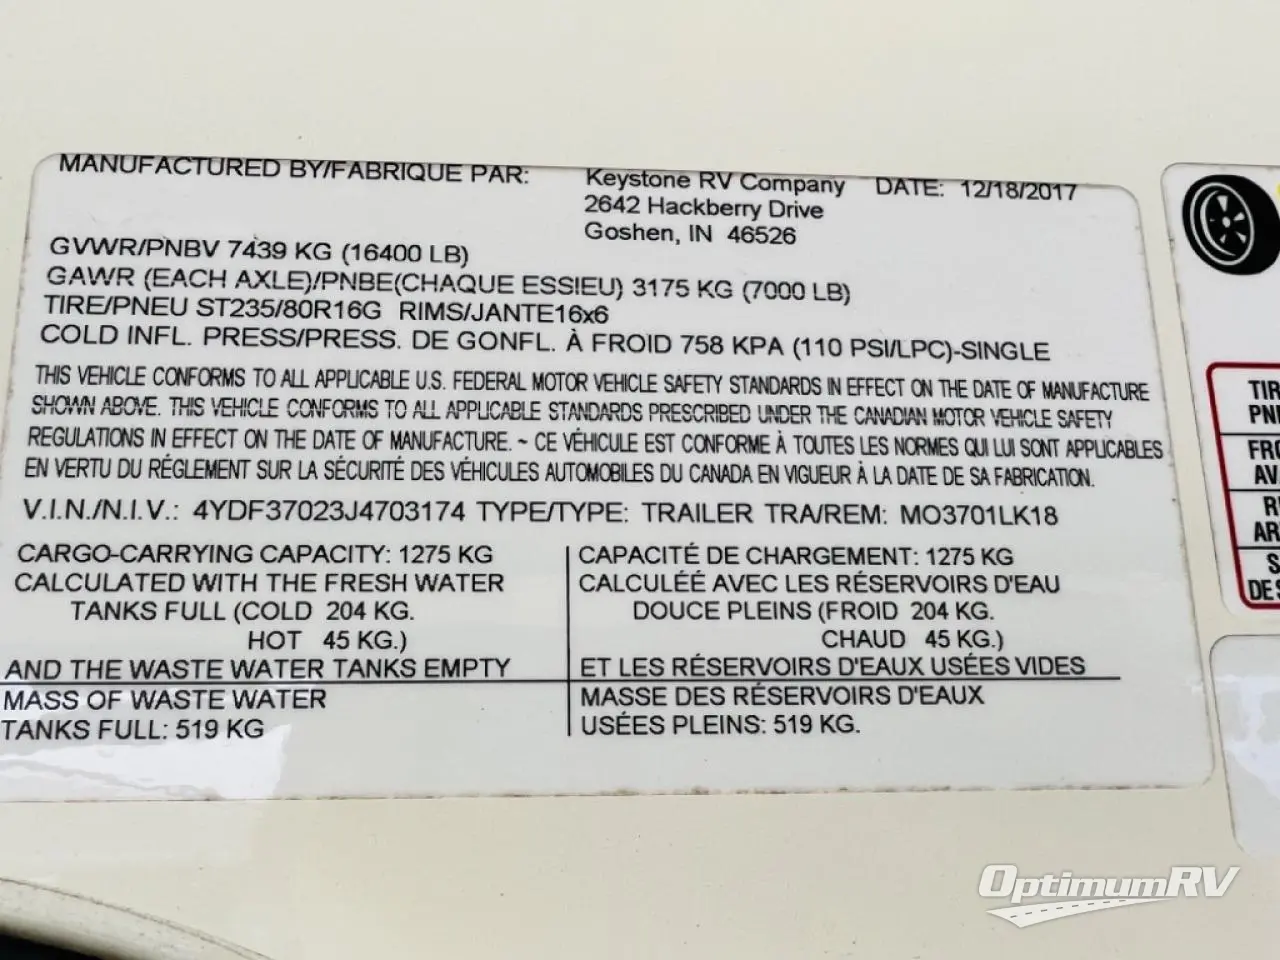 MANUFACTURED BY/FABRIQUE PAR: Keystone RV Company DATE: 12/18/2017
2642 Hackberry Drive
Goshen, IN 46526
GVWR/PNBV 7439 KG (16400 LB)
GAWR (EACH AXLE)/PNBE(CHAQUE ESSIEU) 3175 KG (7000 LB)
TIRE/PNEU ST235/80R16G RIMS/JANTE16x6
COLD INFL. PRESS/PRESS. DE GONFL. À FROID 758 KPA (110 PSI/LPC)-SINGLE
THIS VEHICLE CONFORMS TO ALL APPLICABLE U.S. FEDERAL MOTOR VEHICLE SAFETY STANDARDS IN EFFECT ON THE DATE OF MANUFACTURE
SHOWN ABOVE. THIS VEHICLE CONFORMS TO ALL APPLICABLE STANDARDS PRESCRIBED UNDER THE CANADIAN MOTOR VEHICLE SAFETY
REGULATIONS IN EFFECT ON THE DATE OF MANUFACTURE. ~ CE VÉHICULE EST CONFORME À TOUTES LES NORMES QUI LUI SONT APPLICABLES
EN VERTU DU RÉGLEMENT SUR LA SÉCURITÉ DES VÉHICULES AUTOMOBILES DU CANADA EN VIGUEUR À LA DATE DE SA FABRICATION.
V.I.N./N.I.V.: 4YDF37023J4703174 TYPE/TYPE: TRAILER TRA/REM: MO3701LK18
CARGO-CARRYING CAPACITY: 1275 KG
CALCULATED WITH THE FRESH WATER
TANKS FULL (COLD 204 KG.
HOT 45 KG.)
AND THE WASTE WATER TANKS EMPTY
MASS OF WASTE WATER
TANKS FULL: 519 KG
CAPACITÉ DE CHARGEMENT: 1275 KG
CALCULÉÉ AVEC LES RÉSERVOIRS D'EAU
DOUCE PLEINS (FROID 204 KG.
CHAUD 45 KG.)
ET LES RÉSERVOIRS D'EAUX USÉES VIDES
MASSE DES RÉSERVOIRS D'EAUX
USÉES PLEINS: 519 KG.
TIR
PNE
FRO
AVA
R
AR
S
DES
OptimumRV